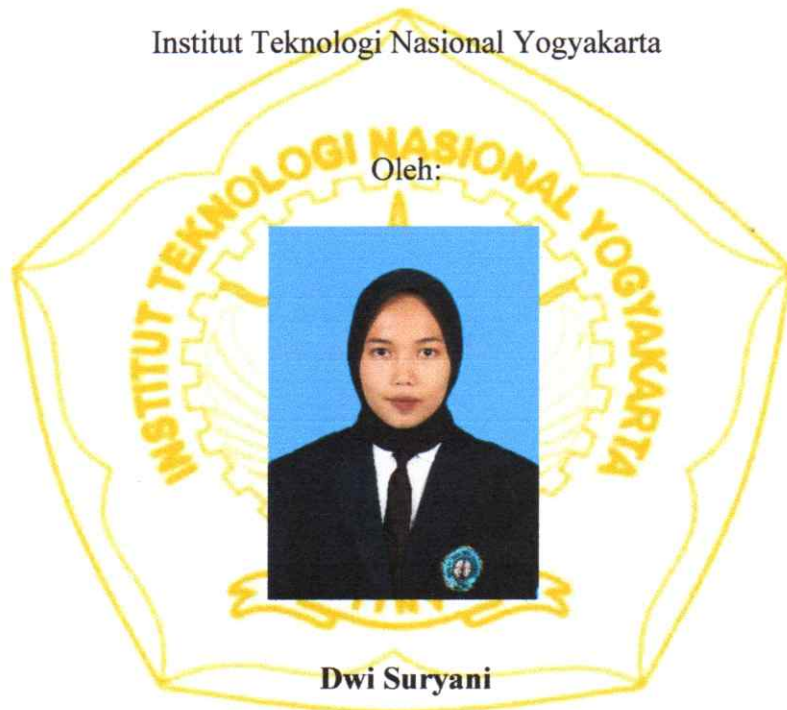 Institut Teknologi Nasional Yogyakarta
INSTITUT TEKNOLOGI NASIONAL YOGYAKARTA
Oleh:
Dwi Suryani